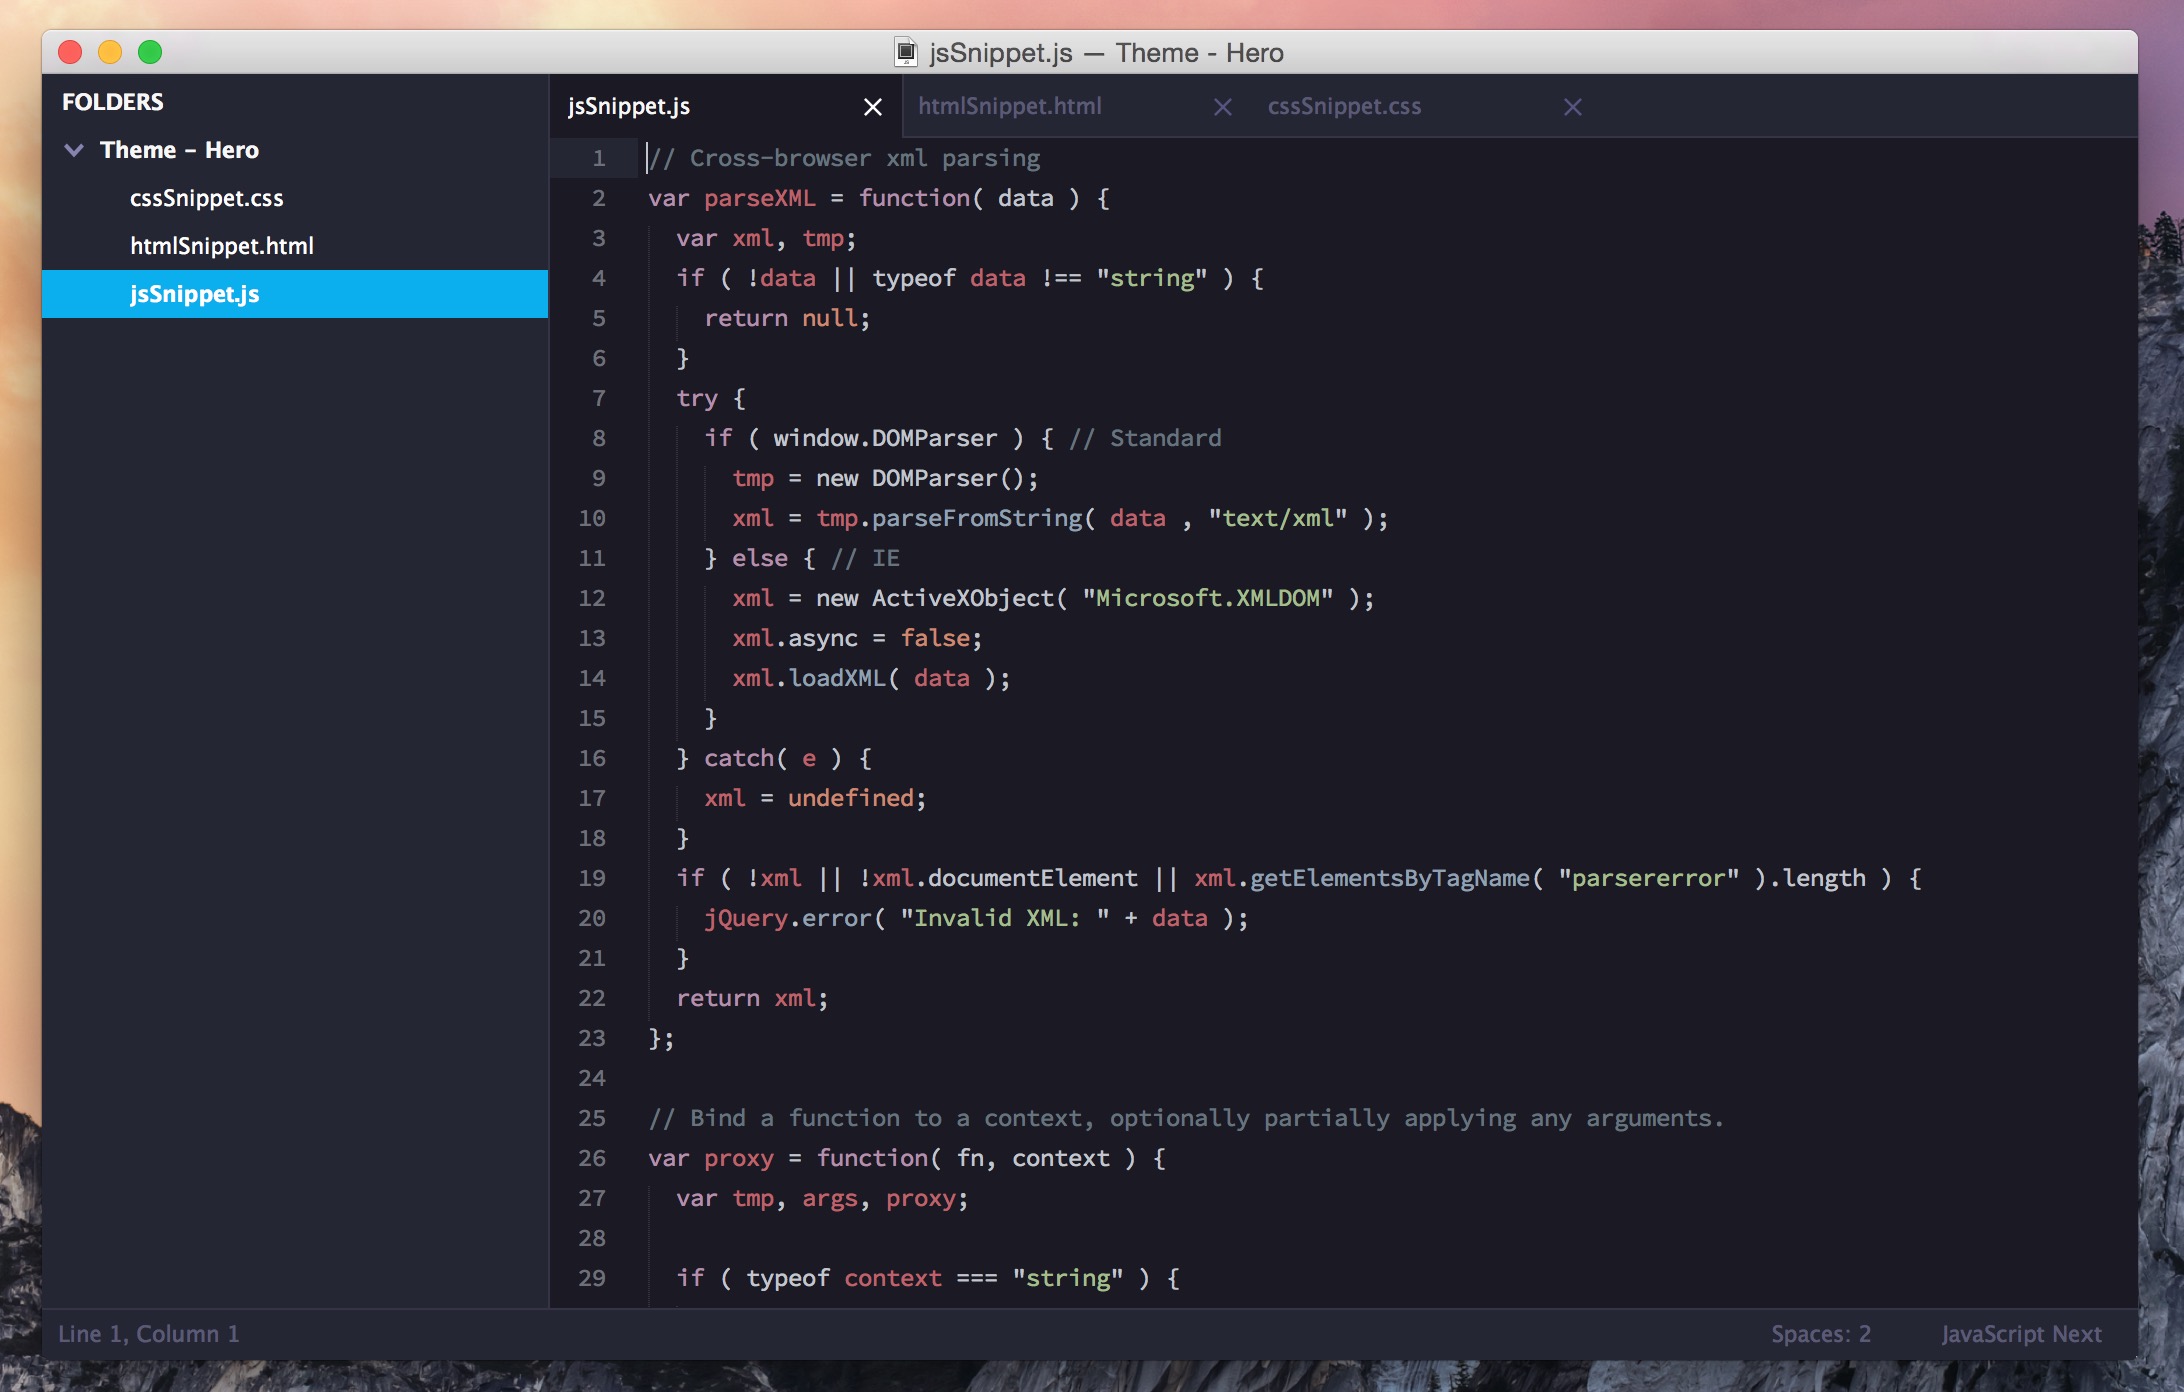 jsSnippet.js — Theme - Hero
FOLDERS
Theme – Hero
cssSnippet.css
htmlSnippet.html
jsSnippet.js
jsSnippet.js htmlSnippet.html cssSnippet.css
1 // Cross-browser xml parsing
2 var parseXML = function( data ) {
3 var xml, tmp;
4 if ( !data || typeof data !== "string" ) {
5 return null;
6 }
7 try {
8 if ( window.DOMParser ) { // Standard
9 tmp = new DOMParser();
10 xml = tmp.parseFromString( data , "text/xml" );
11 } else { // IE
12 xml = new ActiveXObject( "Microsoft.XMLDOM" );
13 xml.async = false;
14 xml.loadXML( data );
15 }
16 } catch( e ) {
17 xml = undefined;
18 }
19 if ( !xml || !xml.documentElement || xml.getElementsByTagName( "parsererror" ).length ) {
20 jQuery.error( "Invalid XML: " + data );
21 }
22 return xml;
23 };
24
25 // Bind a function to a context, optionally partially applying any arguments.
26 var proxy = function( fn, context ) {
27 var tmp, args, proxy;
28
29 if ( typeof context === "string" ) {
Line 1, Column 1 Spaces: 2 JavaScript Next